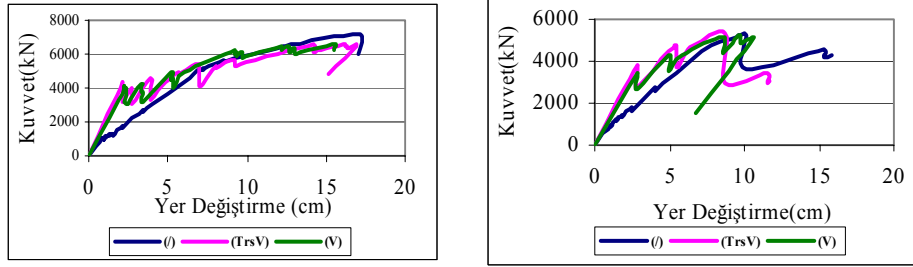 Kuvvet(kN)
8000
6000
4000
2000
0
0 5 10 15 20
Yer Değiştirme (cm)
(/) (TrsV) (V)
Kuvvet(kN)
6000
4000
2000
0
0 5 10 15 20
Yer Değiştirme(cm)
(/) (TrsV) (V)